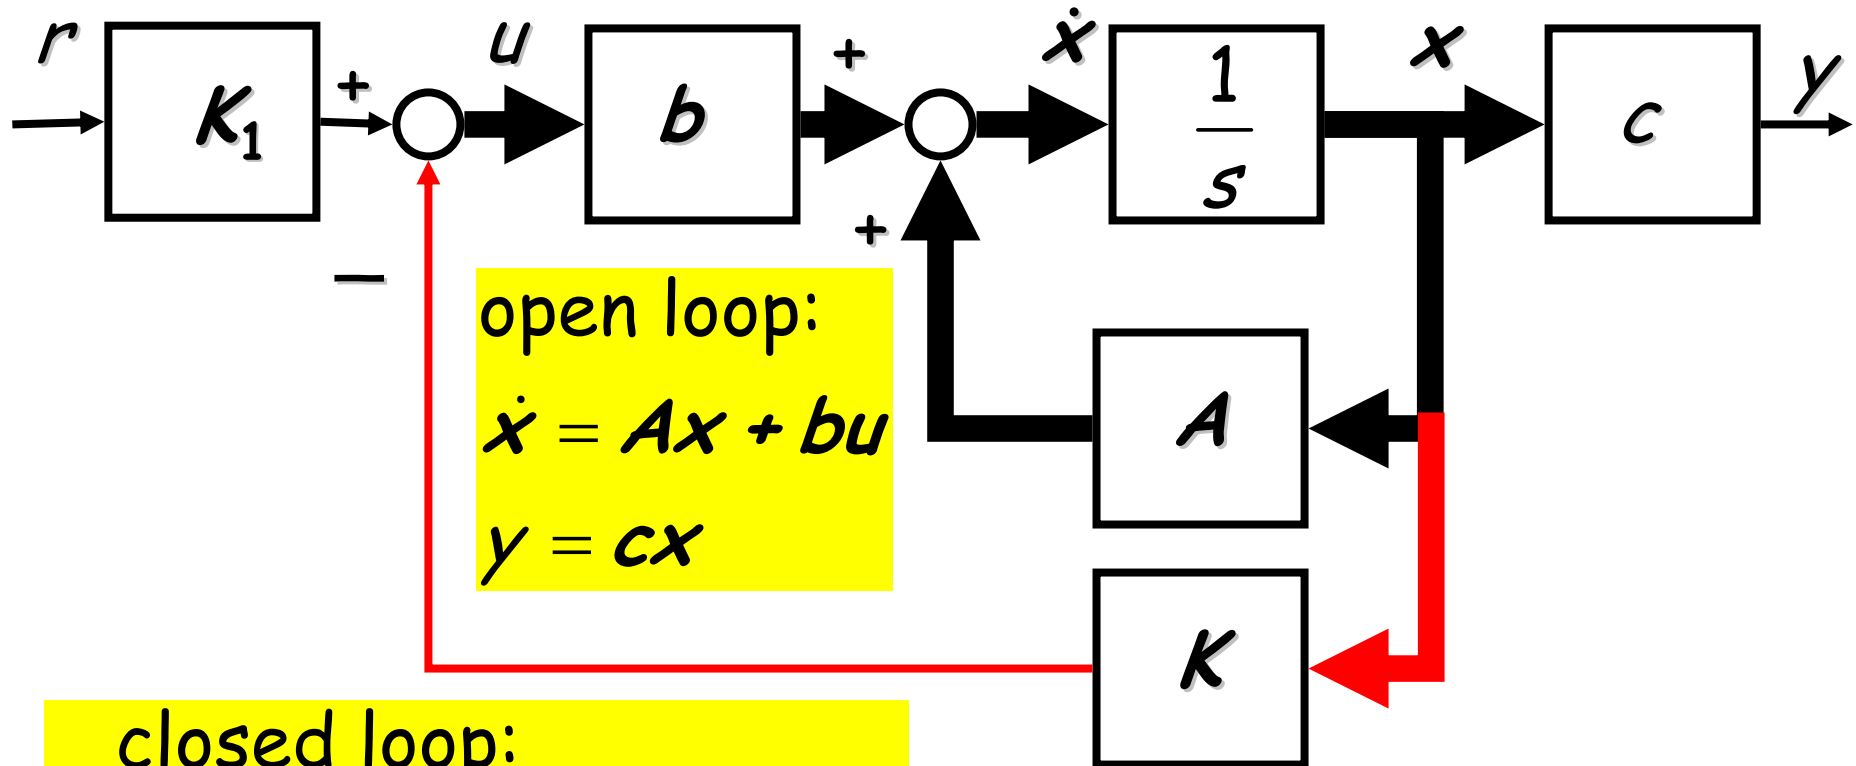 r
K₁
+
−
u
b
+
+
ẋ
1
s
x
c
y
A
K
open loop:
ẋ = Ax + bu
y = cx
closed loop: